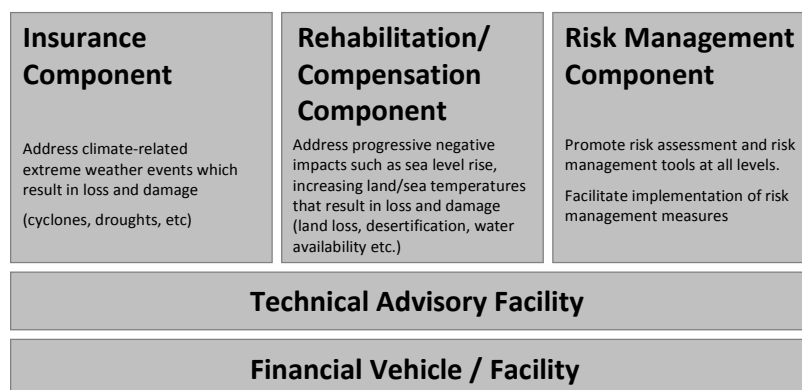 Insurance
Component
Address climate-related
extreme weather events which
result in loss and damage
(cyclones, droughts, etc)
Rehabilitation/
Compensation
Component
Address progressive negative
impacts such as sea level rise,
increasing land/sea temperatures
that result in loss and damage
(land loss, desertification, water
availability etc.)
Risk Management
Component
Promote risk assessment and risk
management tools at all levels.
Facilitate implementation of risk
management measures
Technical Advisory Facility
Financial Vehicle / Facility